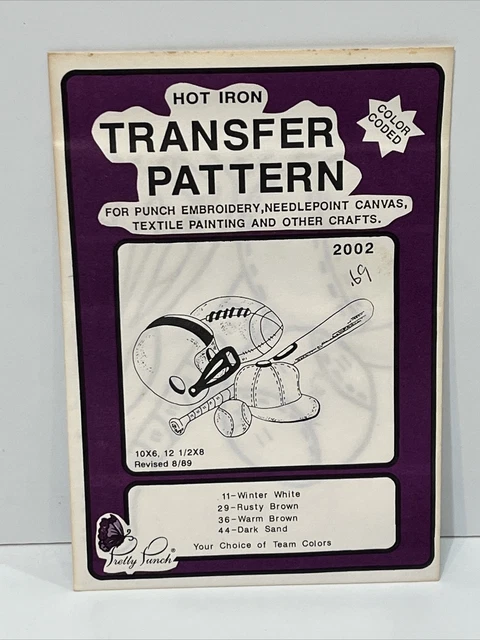 HOT IRON
TRANSFER
PATTERN
COLOR
CODED
FOR PUNCH EMBROIDERY,NEEDLEPOINT CANVAS,
TEXTILE PAINTING AND OTHER CRAFTS.
2002
.69
10X6, 12 1/2X8
Revised 8/89
11-Winter White
29-Rusty Brown
36-Warm Brown
44-Dark Sand
Your Choice of Team Colors
Pretty Punch®